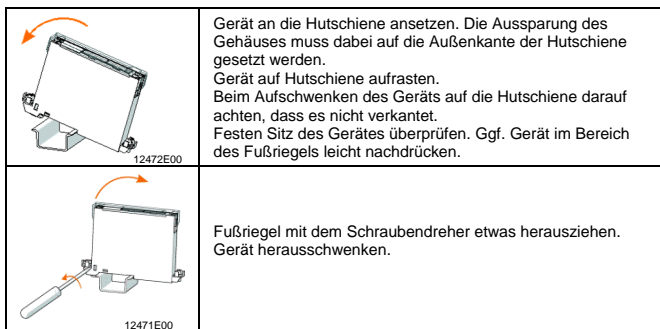 Gerät an die Hutschiene ansetzen. Die Aussparung des
Gehäuses muss dabei auf die Außenkante der Hutschiene
gesetzt werden.
Gerät auf Hutschiene aufrasten.
Beim Aufschwenken des Geräts auf die Hutschiene darauf
achten, dass es nicht verkantet.
Festen Sitz des Gerätes überprüfen. Ggf. Gerät im Bereich
des Fußriegels leicht nachdrücken.
12472E00
Fußriegel mit dem Schraubendreher etwas herausziehen.
Gerät herausschwenken.
12471E00